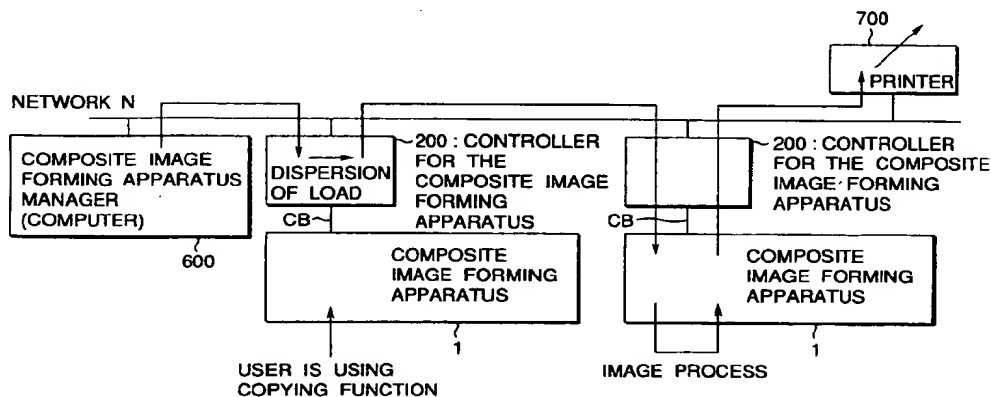 700
PRINTER
NETWORK N
COMPOSITE IMAGE
FORMING APPARATUS
MANAGER
(COMPUTER)
600
DISPERSION
OF LOAD
200 : CONTROLLER
FOR THE
COMPOSITE IMAGE
FORMING
APPARATUS
CB
COMPOSITE
IMAGE FORMING
APPARATUS
1
USER IS USING
COPYING FUNCTION
200 : CONTROLLER
FOR THE COMPOSITE
IMAGE FORMING
APPARATUS
CB
COMPOSITE
IMAGE FORMING
APPARATUS
1
IMAGE PROCESS